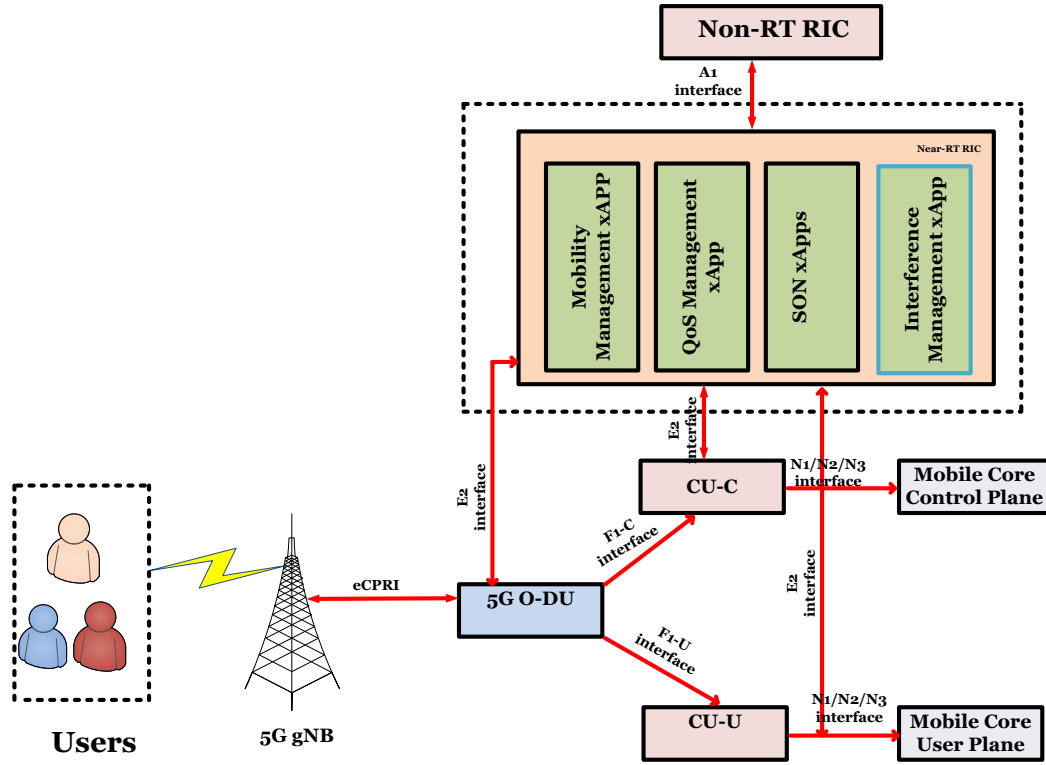 Non-RT RIC
A1
interface
Near-RT RIC
Mobility
Management xAPP
QoS Management
xApp
SON xApps
Interference
Management xApp
E2
interface
E2
interface
CU-C
N1/N2/N3
interface
Mobile Core
Control Plane
F1-C
interface
E2
interface
eCPRI
5G O-DU
F1-U
interface
CU-U
N1/N2/N3
interface
Mobile Core
User Plane
Users
5G gNB